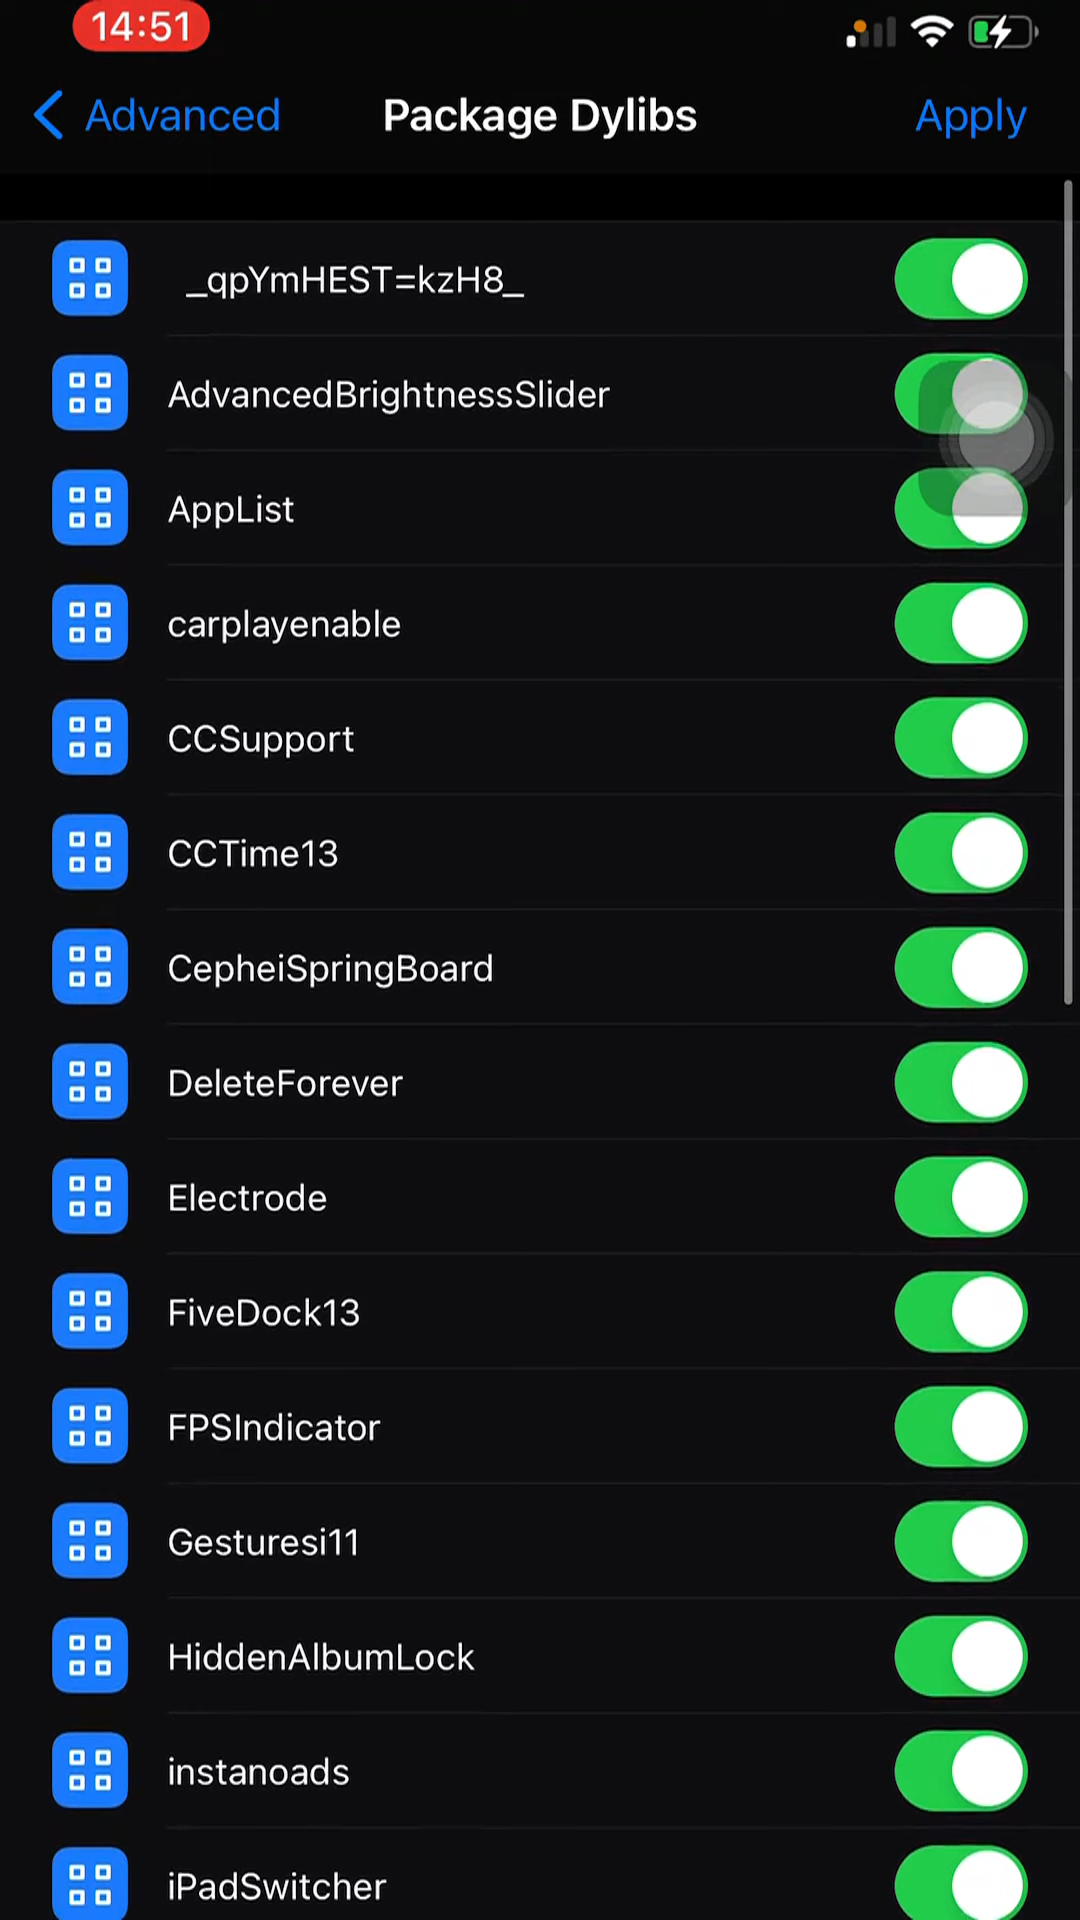 14:51
Advanced
Package Dylibs
Apply
_qpYmHEST=kzH8_
AdvancedBrightnessSlider
AppList
carplayenable
CCSupport
CCTime13
CepheiSpringBoard
DeleteForever
Electrode
FiveDock13
FPSIndicator
Gesturesi11
HiddenAlbumLock
instanoads
iPadSwitcher